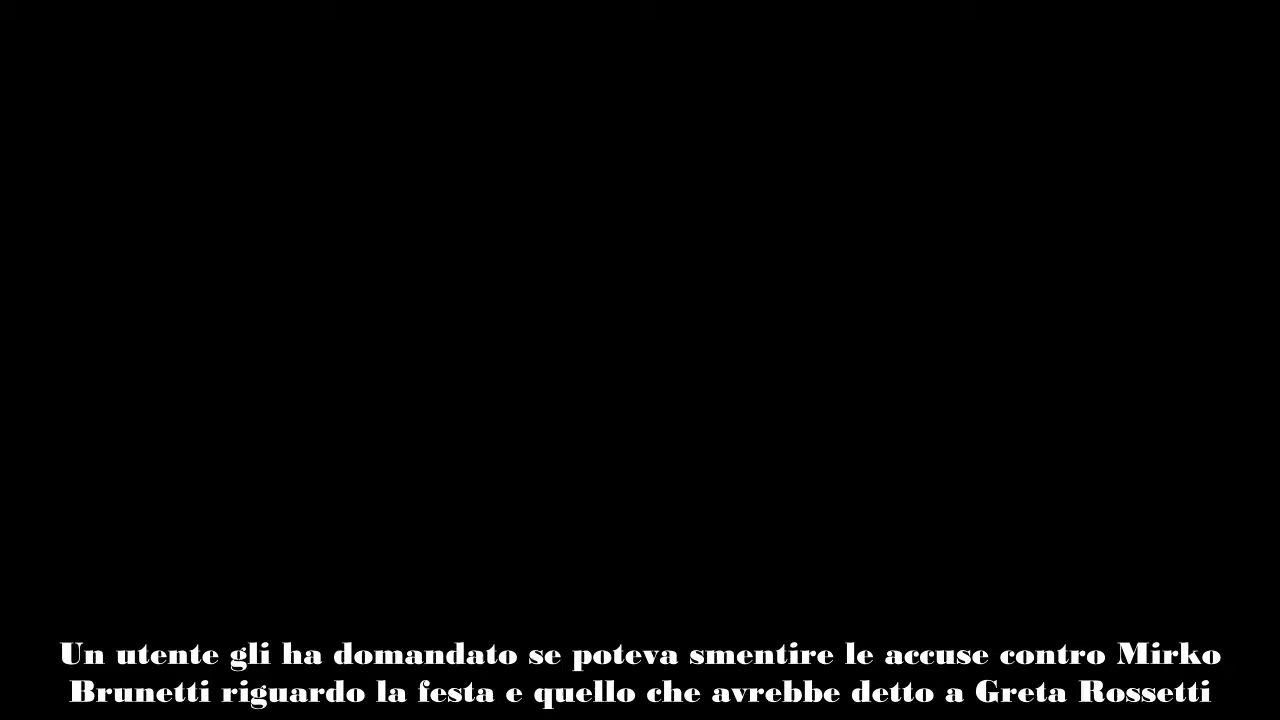 Un utente gli ha domandato se poteva smentire le accuse contro Mirko
Brunetti riguardo la festa e quello che avrebbe detto a Greta Rossetti